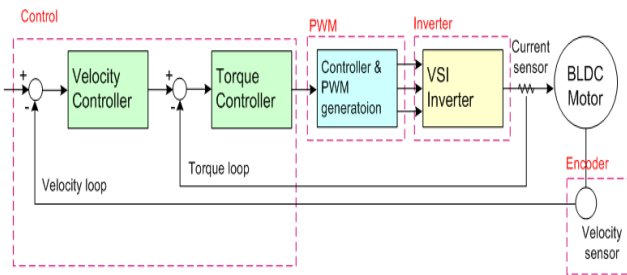 Control
PWM
Inverter
Velocity
Controller
Torque
Controller
Controller &
PWM
generatoion
VSI
Inverter
Current
sensor
BLDC
Motor
+
-
+
-
Torque loop
Velocity loop
Encoder
Velocity
sensor